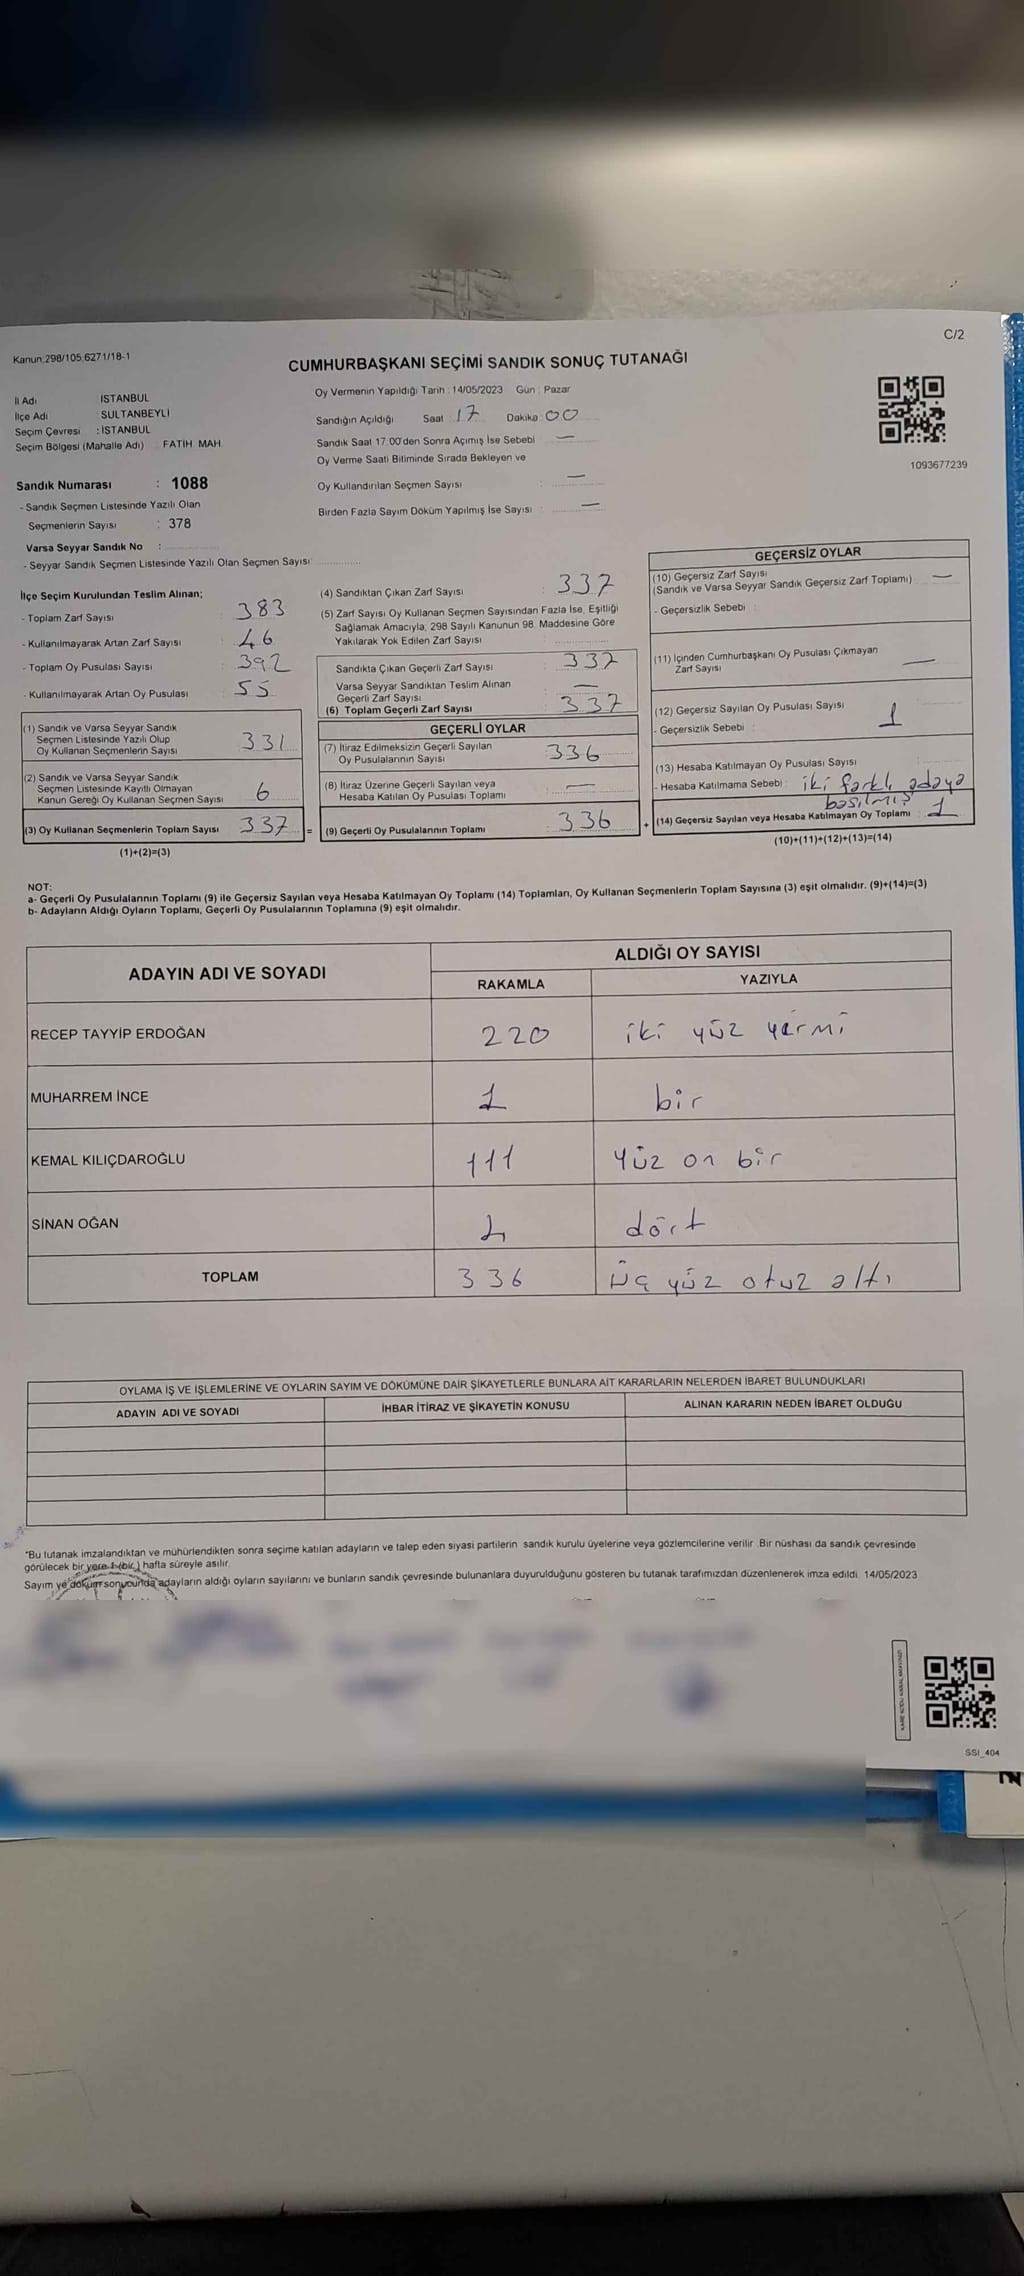 C/2
Kanun:298/105,6271/18-1
CUMHURBAŞKANI SEÇİMİ SANDIK SONUÇ TUTANAĞI
İl Adı İSTANBUL
İlçe Adı SULTANBEYLİ
Seçim Çevresi : İSTANBUL
Seçim Bölgesi (Mahalle Adı) FATİH MAH.
Oy Vermenin Yapıldığı Tarih : 14/05/2023 Gün : Pazar
Sandığın Açıldığı Saat 17 Dakika 00
Sandık Saat 17:00'den Sonra Açılmış İse Sebebi —
Oy Verme Saati Bitiminde Sırada Bekleyen ve
Oy Kullandırılan Seçmen Sayısı : —
Birden Fazla Sayım Döküm Yapılmış İse Sayısı : —
1093677239
Sandık Numarası : 1088
- Sandık Seçmen Listesinde Yazılı Olan
Seçmenlerin Sayısı : 378
Varsa Seyyar Sandık No :
- Seyyar Sandık Seçmen Listesinde Yazılı Olan Seçmen Sayısı
İlçe Seçim Kurulundan Teslim Alınan;
- Toplam Zarf Sayısı 383
- Kullanılmayarak Artan Zarf Sayısı 46
- Toplam Oy Pusulası Sayısı 392
- Kullanılmayarak Artan Oy Pusulası 55
(1) Sandık ve Varsa Seyyar Sandık
Seçmen Listesinde Yazılı Olup
Oy Kullanan Seçmenlerin Sayısı 331
(2) Sandık ve Varsa Seyyar Sandık
Seçmen Listesinde Kayıtlı Olmayan
Kanun Gereği Oy Kullanan Seçmen Sayısı 6
(3) Oy Kullanan Seçmenlerin Toplam Sayısı 337 =
(1)+(2)=(3)
(4) Sandıktan Çıkan Zarf Sayısı : 337
(5) Zarf Sayısı Oy Kullanan Seçmen Sayısından Fazla İse, Eşitliği
Sağlamak Amacıyla, 298 Sayılı Kanunun 98. Maddesine Göre
Yakılarak Yok Edilen Zarf Sayısı
Sandıkta Çıkan Geçerli Zarf Sayısı : 337
Varsa Seyyar Sandıktan Teslim Alınan
Geçerli Zarf Sayısı : —
(6) Toplam Geçerli Zarf Sayısı : 337
GEÇERLİ OYLAR
(7) İtiraz Edilmeksizin Geçerli Sayılan
Oy Pusulalarının Sayısı 336
(8) İtiraz Üzerine Geçerli Sayılan veya
Hesaba Katılan Oy Pusulası Toplamı : —
(9) Geçerli Oy Pusulalarının Toplamı : 336 +
GEÇERSİZ OYLAR
(10) Geçersiz Zarf Sayısı
(Sandık ve Varsa Seyyar Sandık Geçersiz Zarf Toplamı) : —
- Geçersizlik Sebebi :
(11) İçinden Cumhurbaşkanı Oy Pusulası Çıkmayan
Zarf Sayısı —
(12) Geçersiz Sayılan Oy Pusulası Sayısı 1
- Geçersizlik Sebebi :
(13) Hesaba Katılmayan Oy Pusulası Sayısı
- Hesaba Katılmama Sebebi : iki farklı adaya
basılmış
(14) Geçersiz Sayılan veya Hesaba Katılmayan Oy Toplamı : 1
(10)+(11)+(12)+(13)=(14)
NOT:
a- Geçerli Oy Pusulalarının Toplamı (9) ile Geçersiz Sayılan veya Hesaba Katılmayan Oy Toplamı (14) Toplamları, Oy Kullanan Seçmenlerin Toplam Sayısına (3) eşit olmalıdır. (9)+(14)=(3)
b- Adayların Aldığı Oyların Toplamı, Geçerli Oy Pusulalarının Toplamına (9) eşit olmalıdır.
ADAYIN ADI VE SOYADI ALDIĞI OY SAYISI
RAKAMLA YAZIYLA
RECEP TAYYİP ERDOĞAN 220 iki yüz yirmi
MUHARREM İNCE 1 bir
KEMAL KILIÇDAROĞLU 111 yüz on bir
SİNAN OĞAN 4 dört
TOPLAM 336 üç yüz otuz altı
OYLAMA İŞ VE İŞLEMLERİNE VE OYLARIN SAYIM VE DÖKÜMÜNE DAİR ŞİKAYETLERLE BUNLARA AİT KARARLARIN NELERDEN İBARET BULUNDUKLARI
ADAYIN ADI VE SOYADI İHBAR İTİRAZ VE ŞİKAYETİN KONUSU ALINAN KARARIN NEDEN İBARET OLDUĞU
*Bu tutanak imzalandıktan ve mühürlendikten sonra seçime katılan adayların ve talep eden siyasi partilerin sandık kurulu üyelerine veya gözlemcilerine verilir. Bir nüshası da sandık çevresinde
görülecek bir yere 1 (bir) hafta süreyle asılır.
Sayım ve döküm sonucunda adayların aldığı oyların sayılarını ve bunların sandık çevresinde bulunanlara duyurulduğunu gösteren bu tutanak tarafımızdan düzenlenerek imza edildi. 14/05/2023
SSI_404